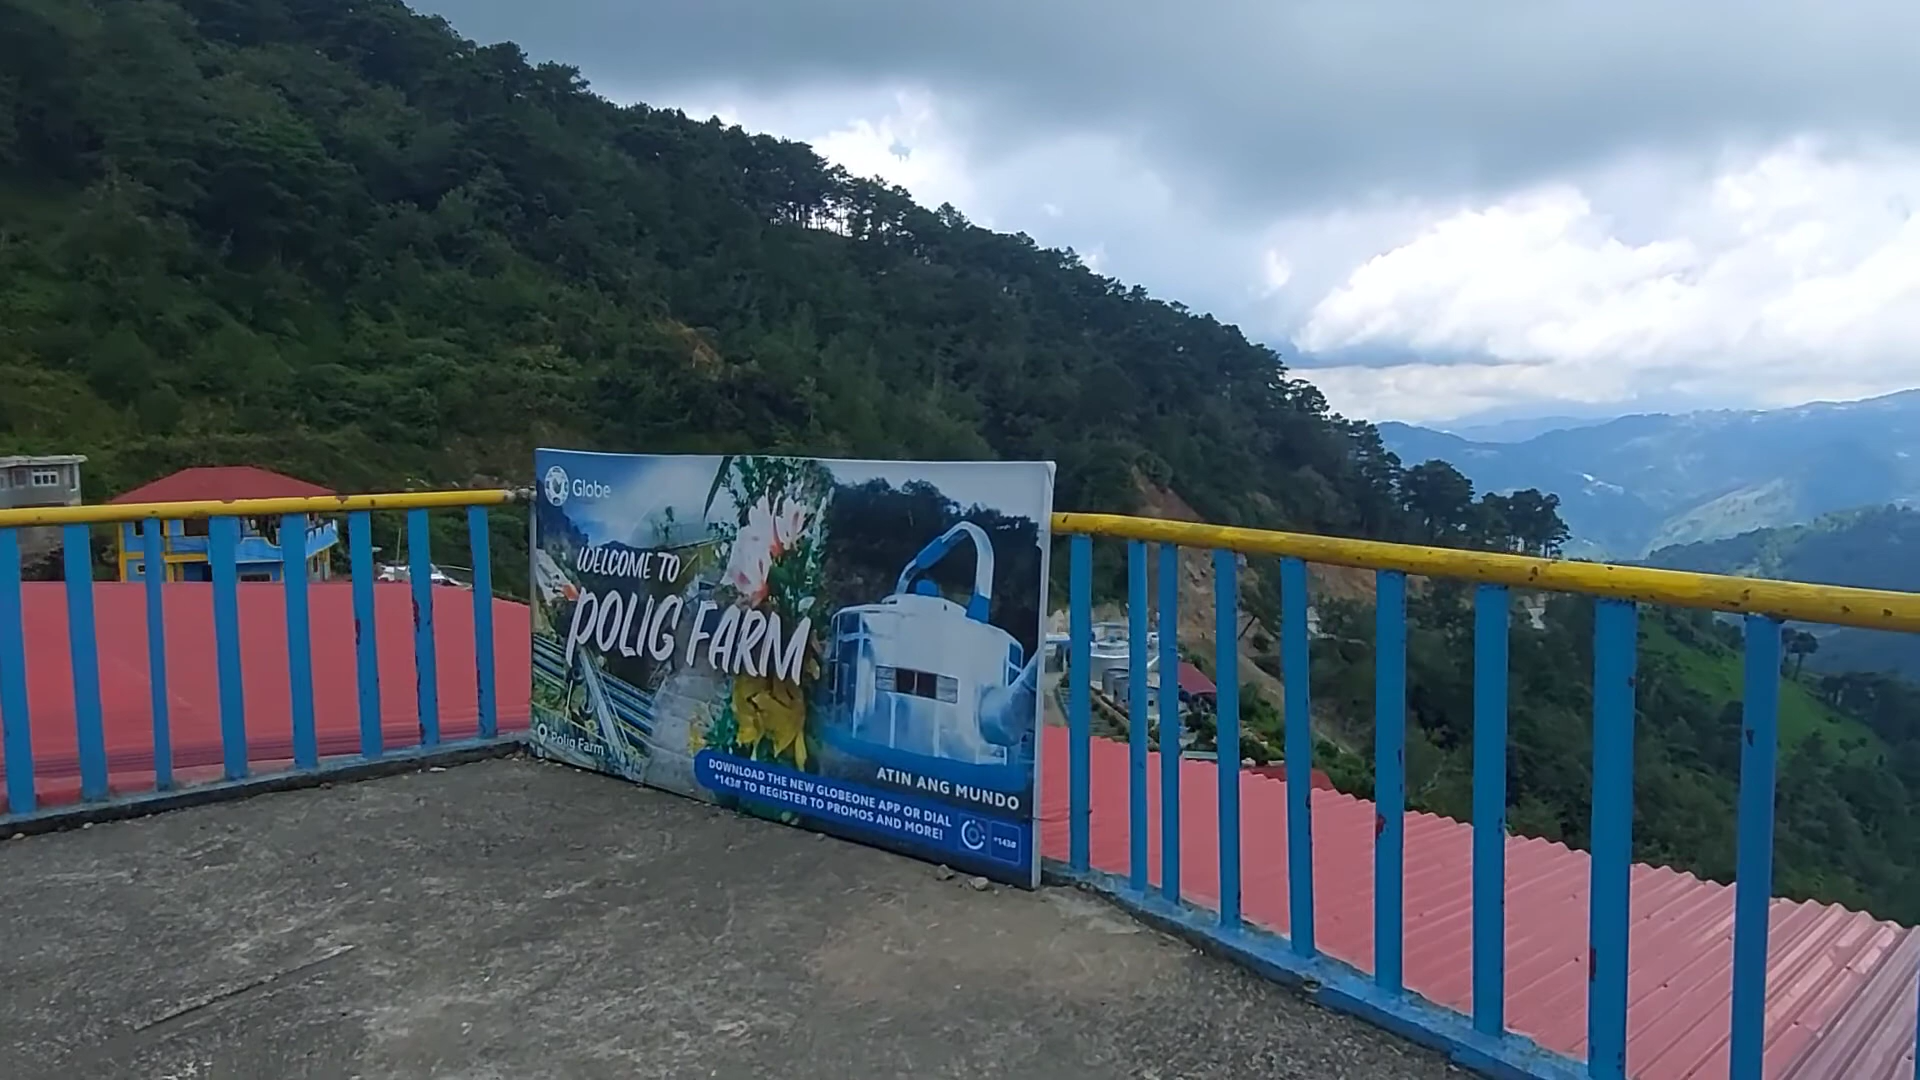 Globe
WELCOME TO
POLIG FARM
Polig Farm
ATIN ANG MUNDO
DOWNLOAD THE NEW GLOBEONE APP OR DIAL
*143# TO REGISTER TO PROMOS AND MORE!
*143#